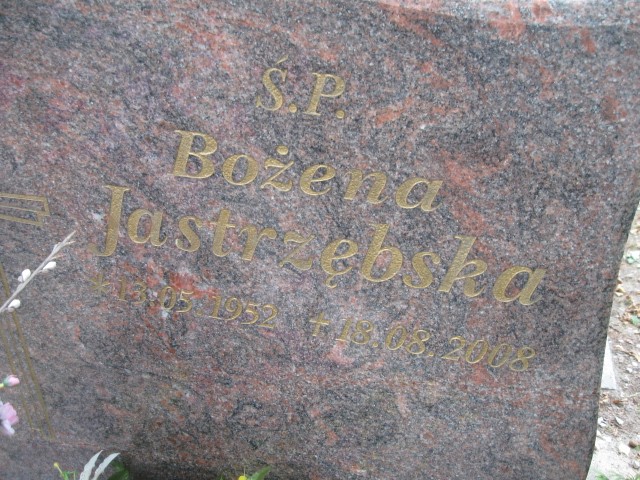 Ś.P.
Bożena
Jastrzębska
* 13.05.1952 + 18.08.2008